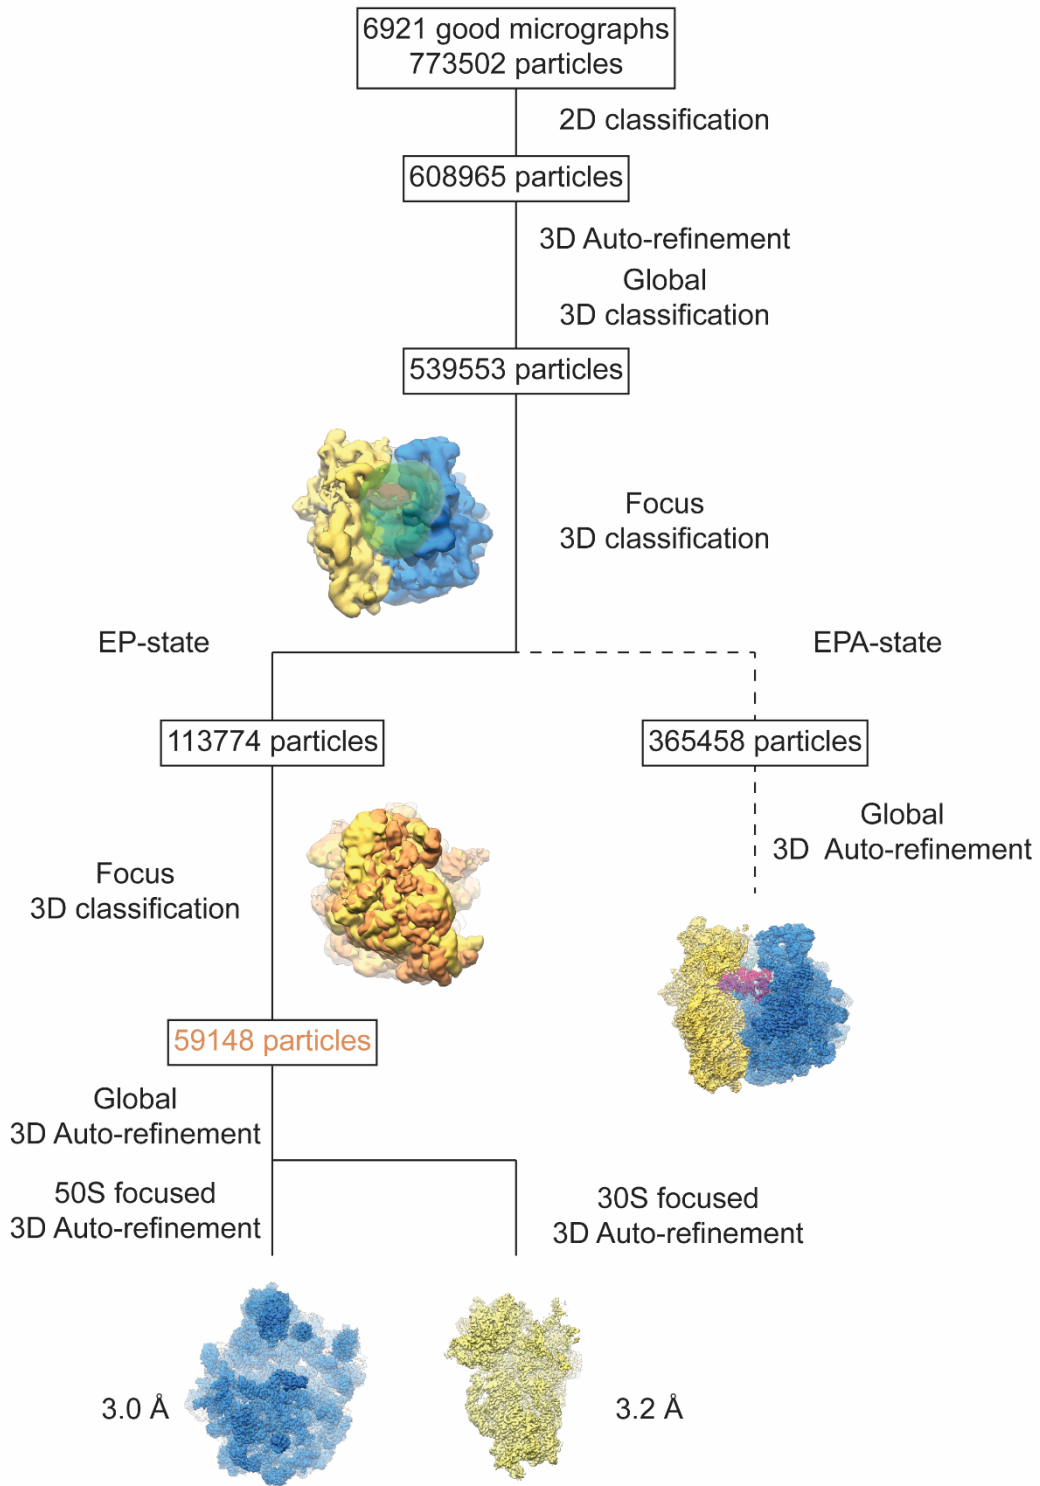 6921 good micrographs
773502 particles
2D classification
608965 particles
3D Auto-refinement
Global
3D classification
539553 particles
Focus
3D classification
EP-state
EPA-state
113774 particles
365458 particles
Global
3D Auto-refinement
Focus
3D classification
59148 particles
Global
3D Auto-refinement
50S focused
3D Auto-refinement
30S focused
3D Auto-refinement
3.0 Å
3.2 Å